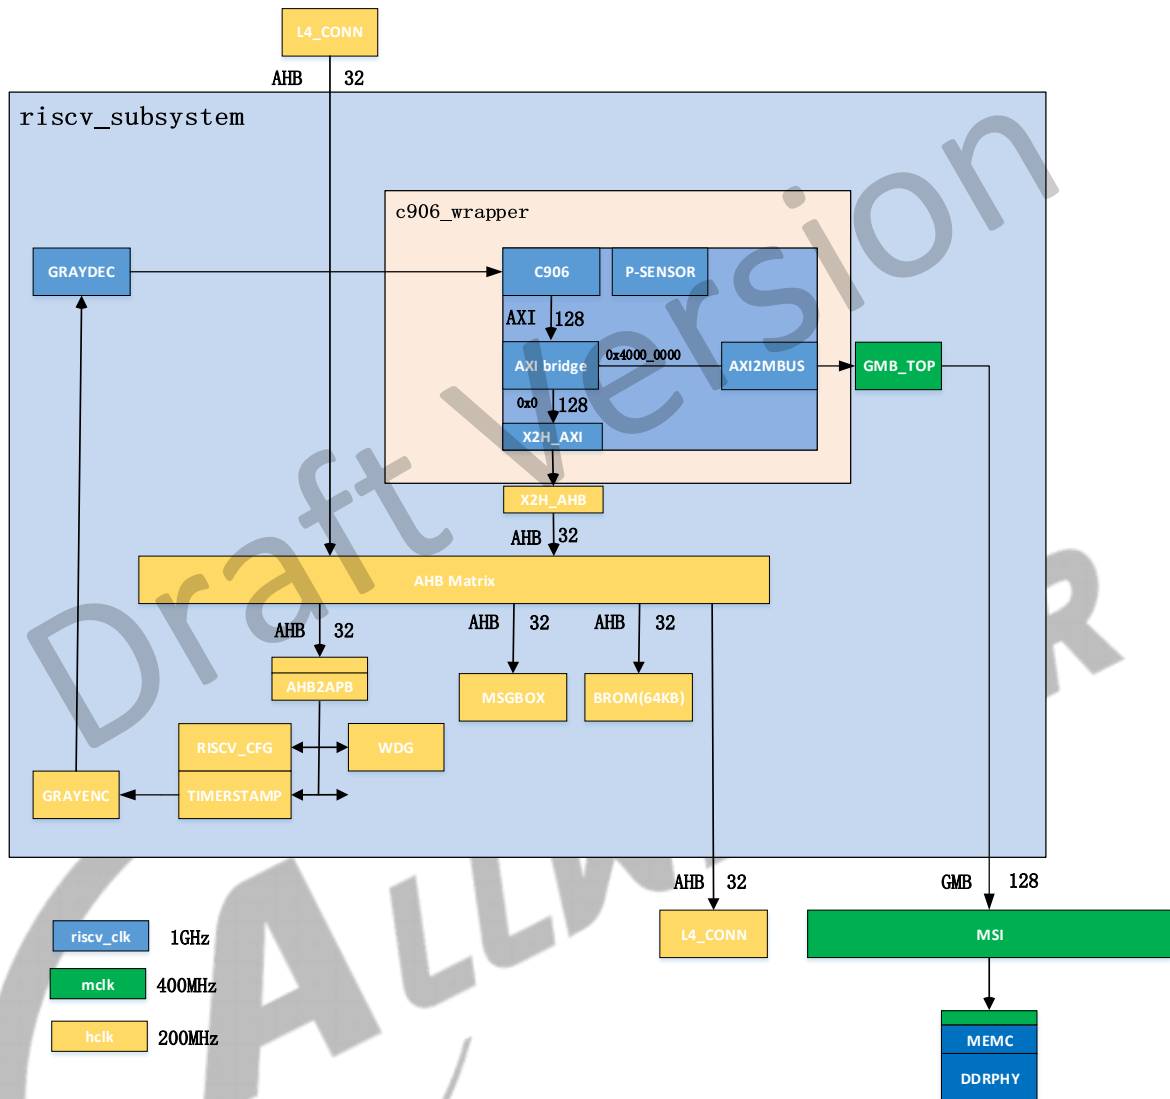 L4_CONN
AHB 32
riscv_subsystem
c906_wrapper
GRAYDEC
C906
P-SENSOR
AXI 128
AXI bridge
0x4000_0000
AXI2MBUS
GMB_TOP
0x0 128
X2H_AXI
X2H_AHB
AHB 32
AHB Matrix
AHB 32
AHB 32
AHB 32
AHB2APB
MSGBOX
BROM(64KB)
RISCV_CFG
WDG
GRAYENC
TIMERSTAMP
AHB 32
GMB 128
L4_CONN
MSI
riscv_clk 1GHz
mclk 400MHz
hclk 200MHz
MEMC
DDRPHY
Draft Version